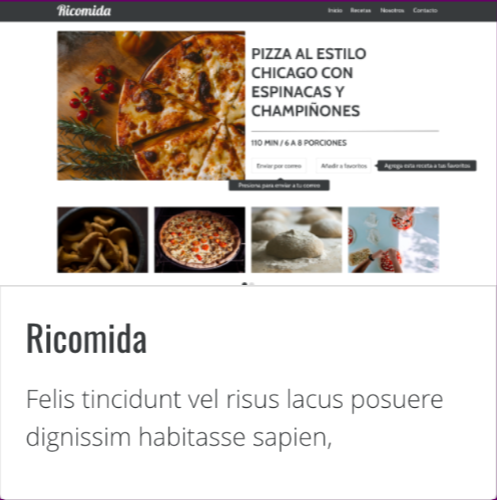 Ricomida
Inicio Recetas Nosotros Contacto
PIZZA AL ESTILO
CHICAGO CON
ESPINACAS Y
CHAMPIÑONES
110 MIN / 6 A 8 PORCIONES
Enviar por correo Añadir a favoritos Agrega esta receta a tus favoritos
Presiona para enviar a tu correo
Ricomida
Felis tincidunt vel risus lacus posuere
dignissim habitasse sapien,